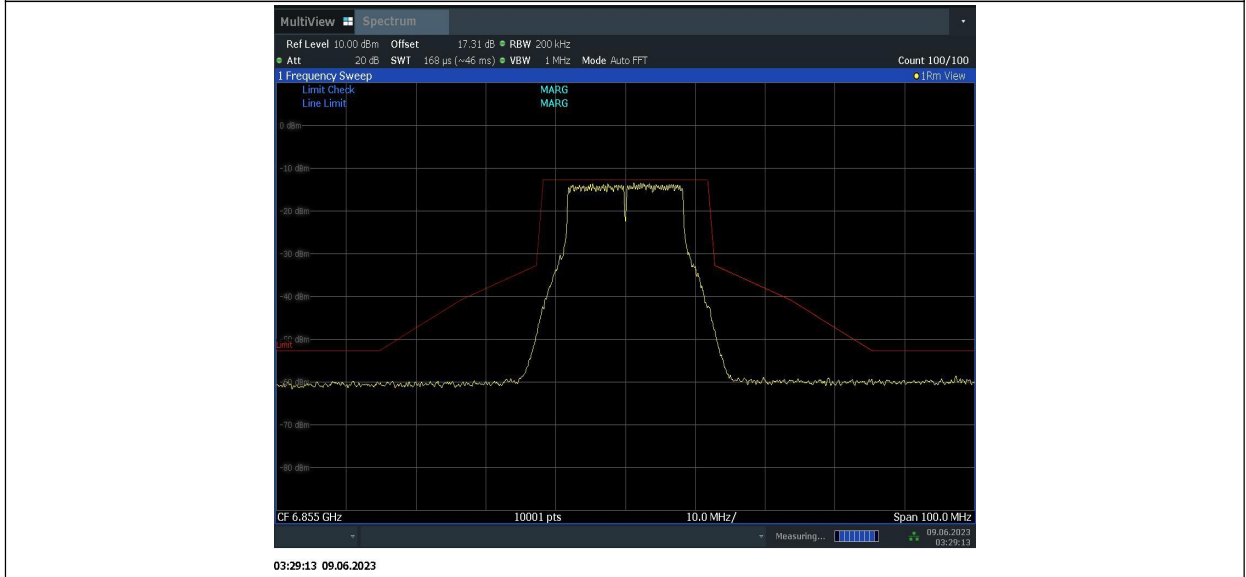 MultiView Spectrum
Ref Level 10.00 dBm Offset 17.31 dB RBW 200 kHz
Att 20 dB SWT 168 µs (~46 ms) VBW 1 MHz Mode Auto FFT Count 100/100
1 Frequency Sweep 1Rm View
Limit Check MARG
Line Limit MARG
0 dBm
-10 dBm
-20 dBm
-30 dBm
-40 dBm
-50 dBm
Limit
-60 dBm
-70 dBm
-80 dBm
CF 6.855 GHz 10001 pts 10.0 MHz/ Span 100.0 MHz
Measuring... 09.06.2023
03:29:13
03:29:13 09.06.2023